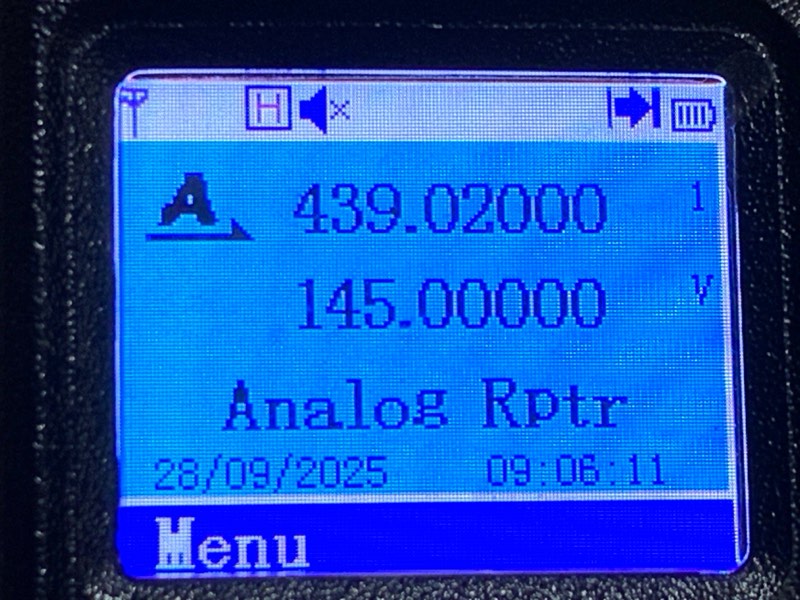 H
A 439.02000 1
145.00000 V
Analog Rptr
28/09/2025 09:06:11
Menu